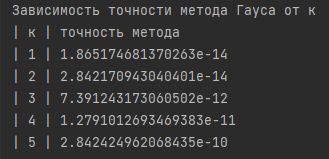 Зависимость точности метода Гауса от к
| к | точность метода
| 1 | 1.865174681370263e-14
| 2 | 2.842170943040401e-14
| 3 | 7.391243173060502e-12
| 4 | 1.2791012693469383e-11
| 5 | 2.842424962068435e-10